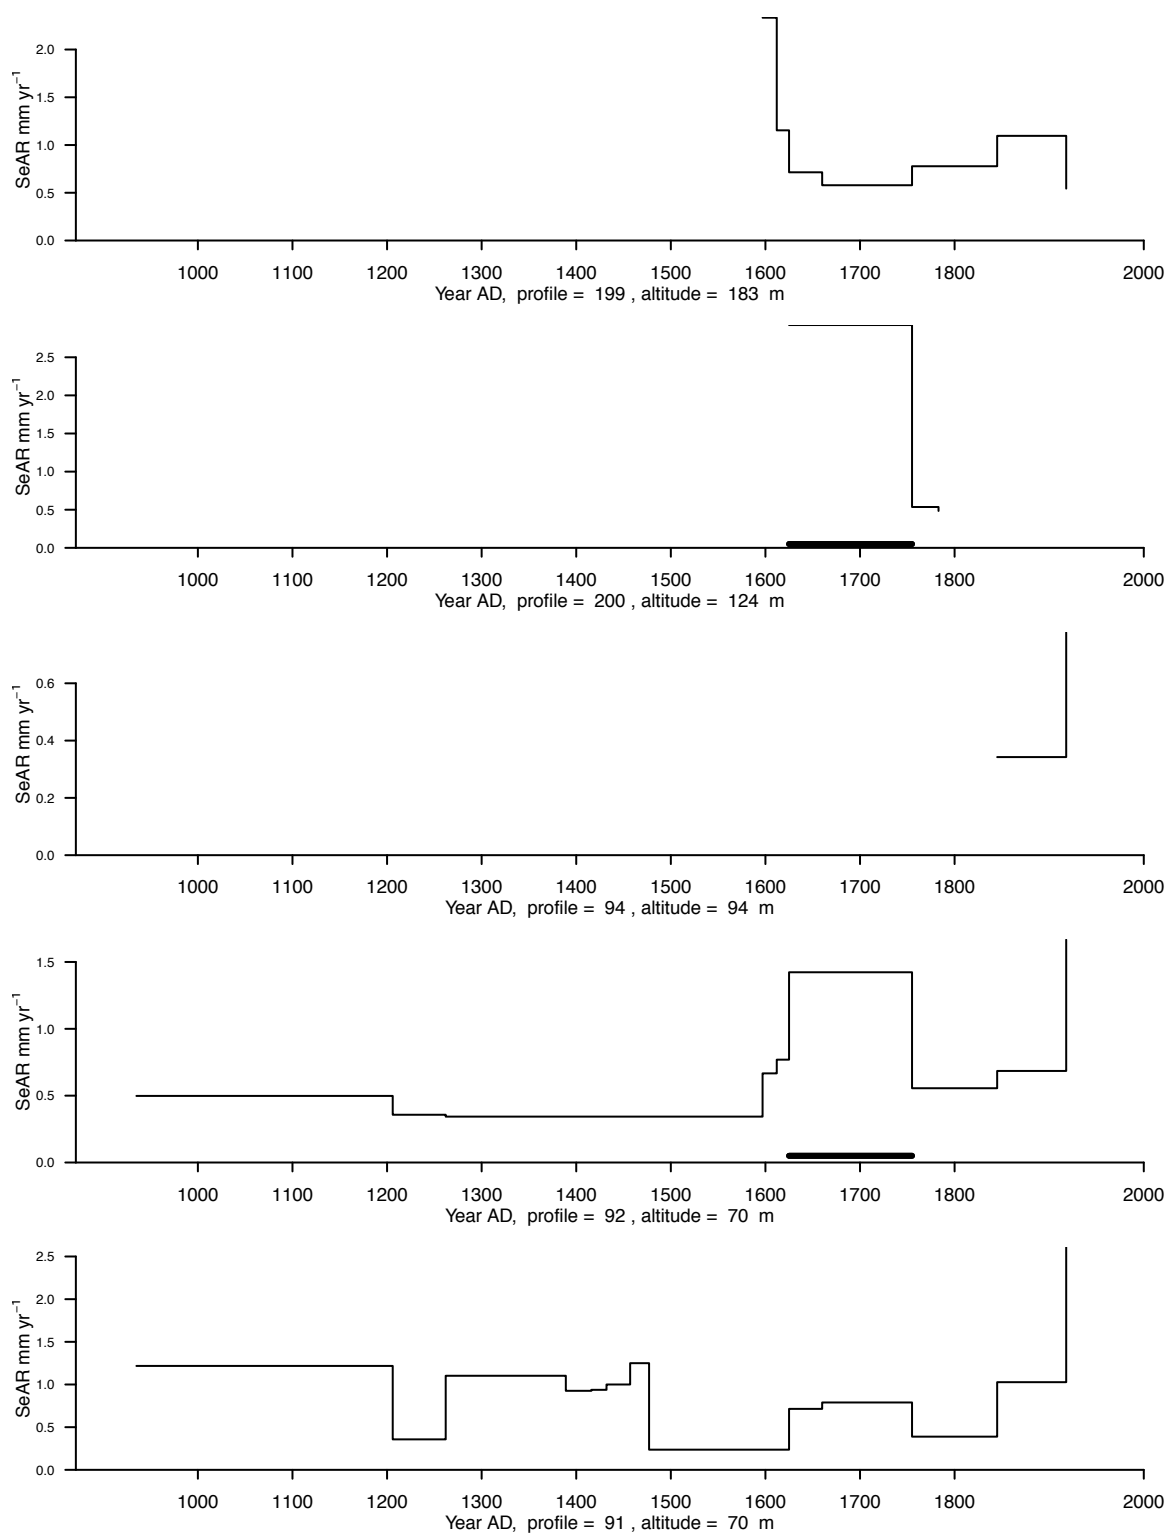 SeAR mm yr⁻¹
2.0
1.5
1.0
0.5
0.0
1000 1100 1200 1300 1400 1500 1600 1700 1800 2000
Year AD, profile = 199 , altitude = 183 m
SeAR mm yr⁻¹
2.5
2.0
1.5
1.0
0.5
0.0
1000 1100 1200 1300 1400 1500 1600 1700 1800 2000
Year AD, profile = 200 , altitude = 124 m
SeAR mm yr⁻¹
0.6
0.4
0.2
0.0
1000 1100 1200 1300 1400 1500 1600 1700 1800 2000
Year AD, profile = 94 , altitude = 94 m
SeAR mm yr⁻¹
1.5
1.0
0.5
0.0
1000 1100 1200 1300 1400 1500 1600 1700 1800 2000
Year AD, profile = 92 , altitude = 70 m
SeAR mm yr⁻¹
2.5
2.0
1.5
1.0
0.5
0.0
1000 1100 1200 1300 1400 1500 1600 1700 1800 2000
Year AD, profile = 91 , altitude = 70 m